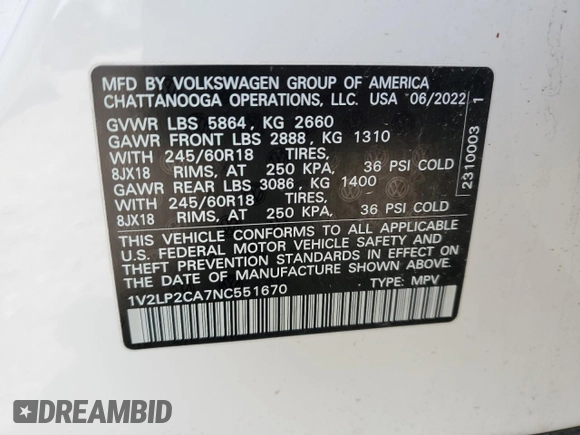 MFD BY VOLKSWAGEN GROUP OF AMERICA
CHATTANOOGA OPERATIONS, LLC. USA 06/2022
GVWR LBS 5864, KG 2660
GAWR FRONT LBS 2888, KG 1310
WITH 245/60R18 TIRES,
8JX18 RIMS, AT 250 KPA, 36 PSI COLD
GAWR REAR LBS 3086, KG 1400
WITH 245/60R18 TIRES,
8JX18 RIMS, AT 250 KPA, 36 PSI COLD
THIS VEHICLE CONFORMS TO ALL APPLICABLE
U.S. FEDERAL MOTOR VEHICLE SAFETY AND
THEFT PREVENTION STANDARDS IN EFFECT ON
THE DATE OF MANUFACTURE SHOWN ABOVE.
1V2LP2CA7NC551670 TYPE: MPV
2310003 1
DREAMBID